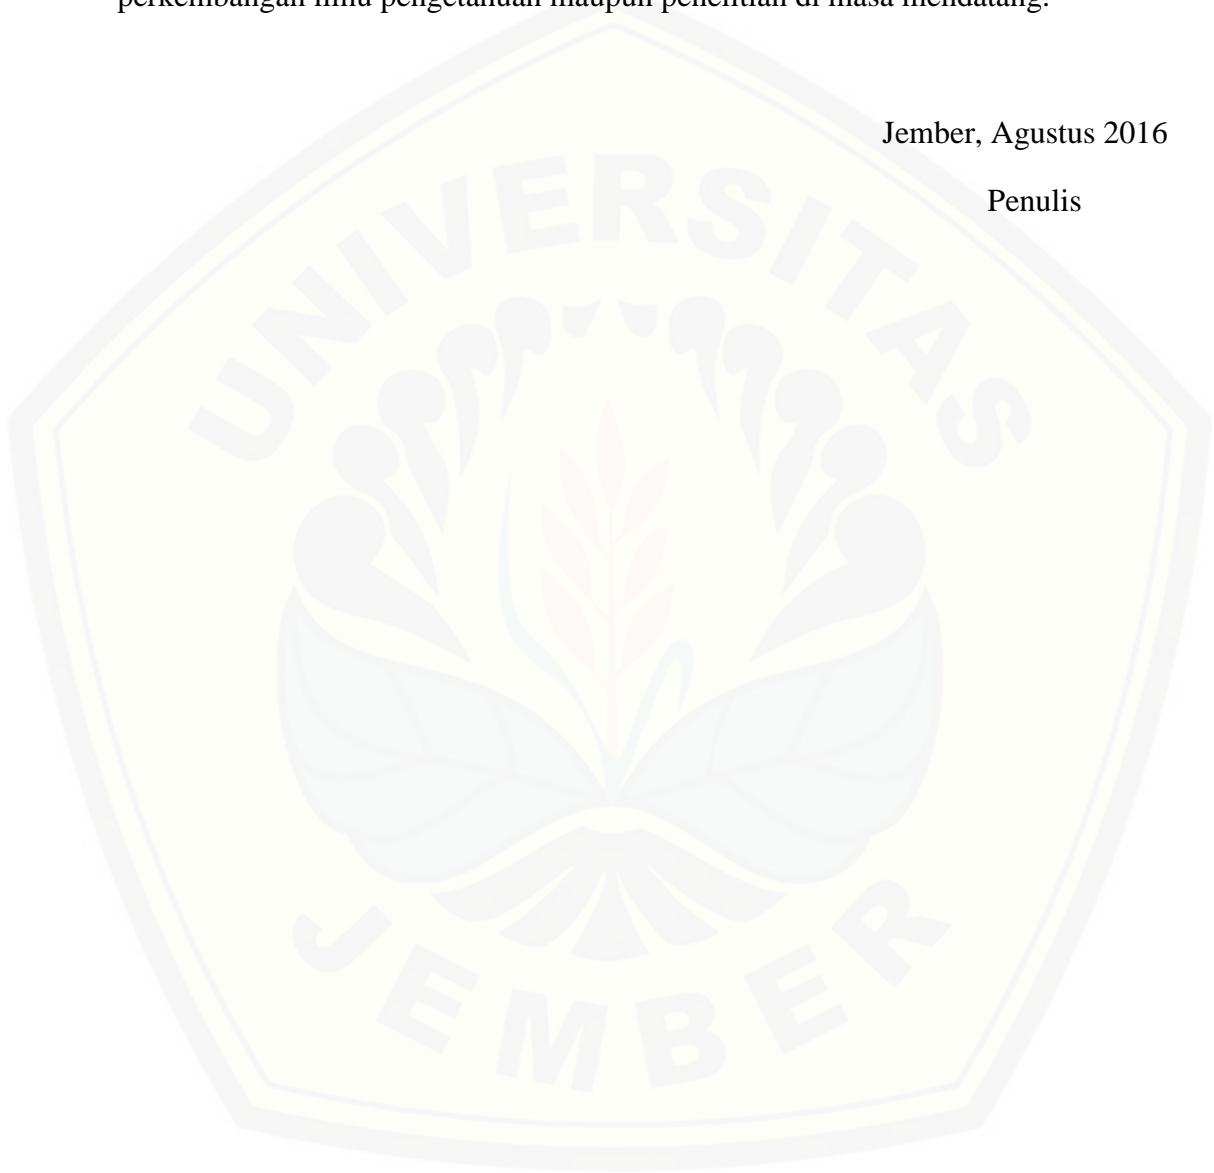 perkembangan ilmu pengetahuan maupun penelitian di masa mendatang.
Jember, Agustus 2016
Penulis
UNIVERSITAS
JEMBER